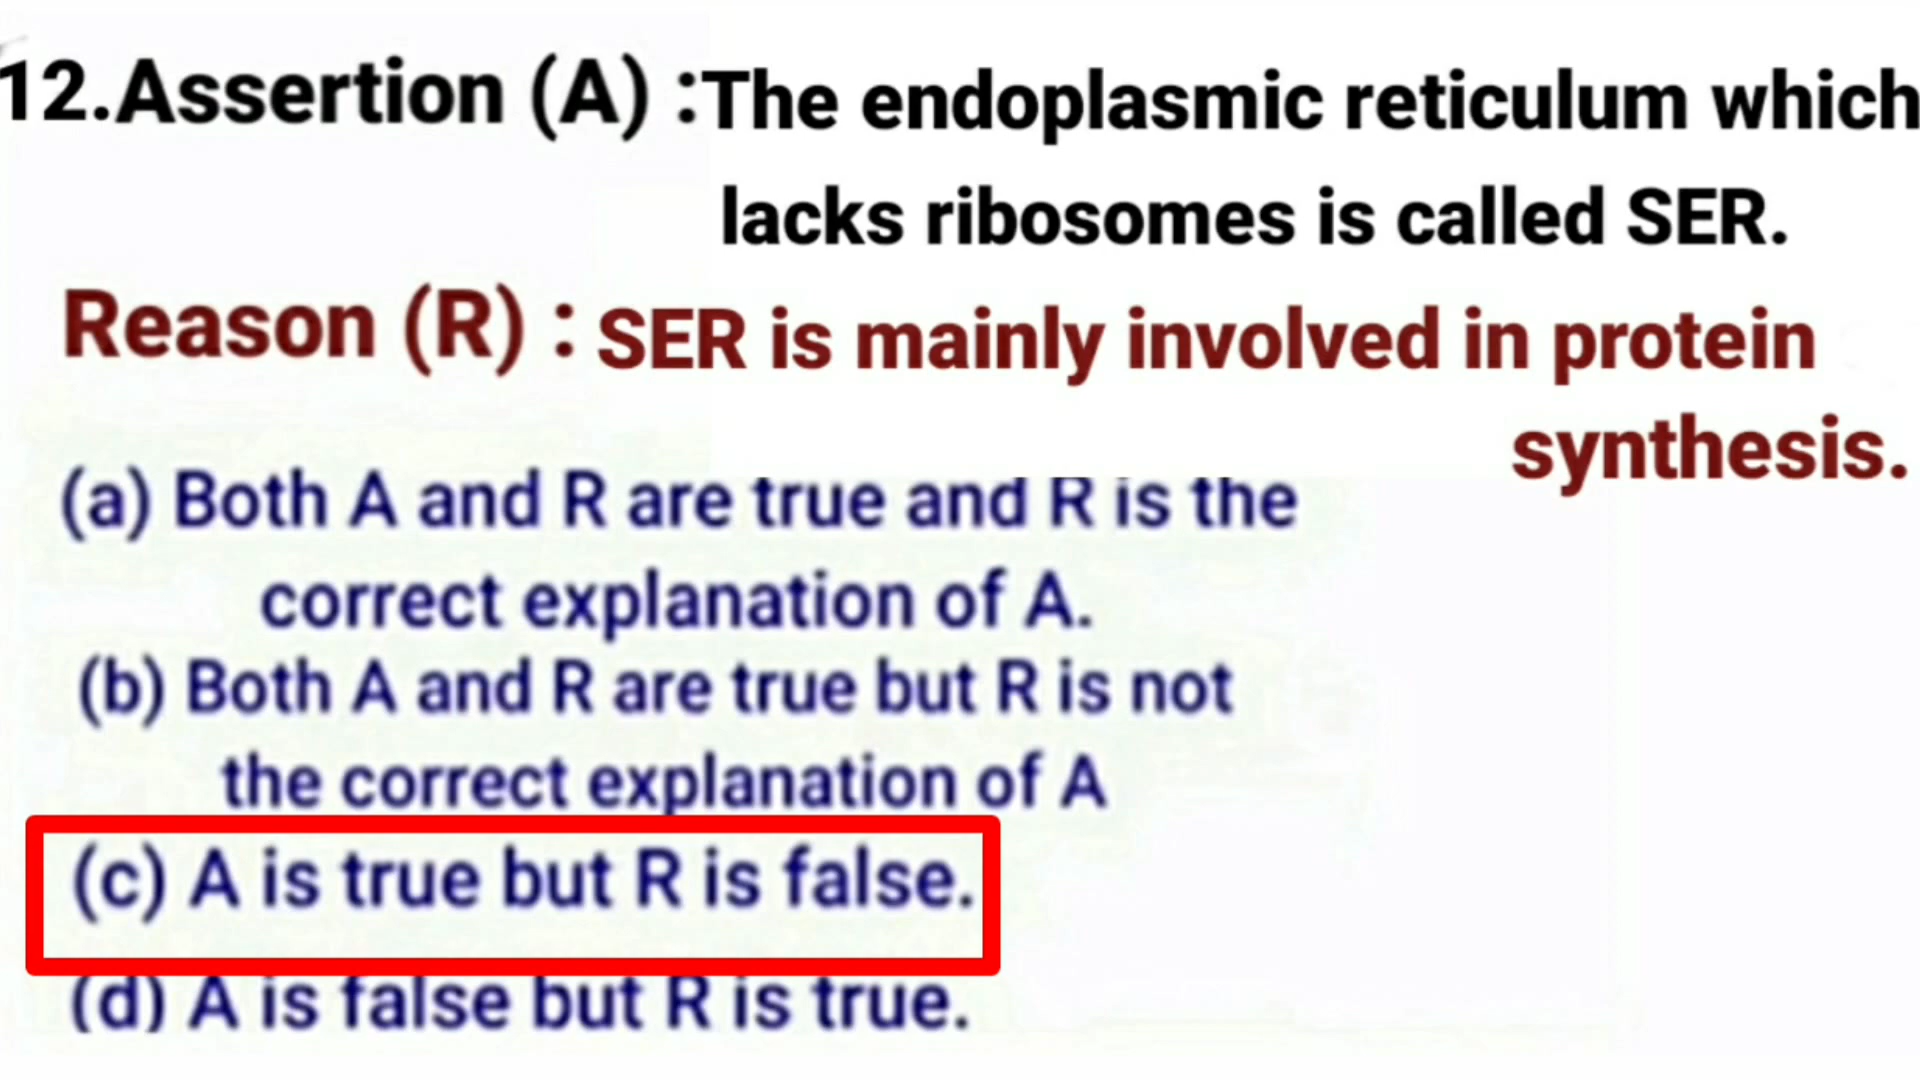 12.Assertion (A) :The endoplasmic reticulum which
lacks ribosomes is called SER.
Reason (R) : SER is mainly involved in protein
synthesis.
(a) Both A and R are true and R is the
correct explanation of A.
(b) Both A and R are true but R is not
the correct explanation of A
(c) A is true but R is false.
(d) A is false but R is true.